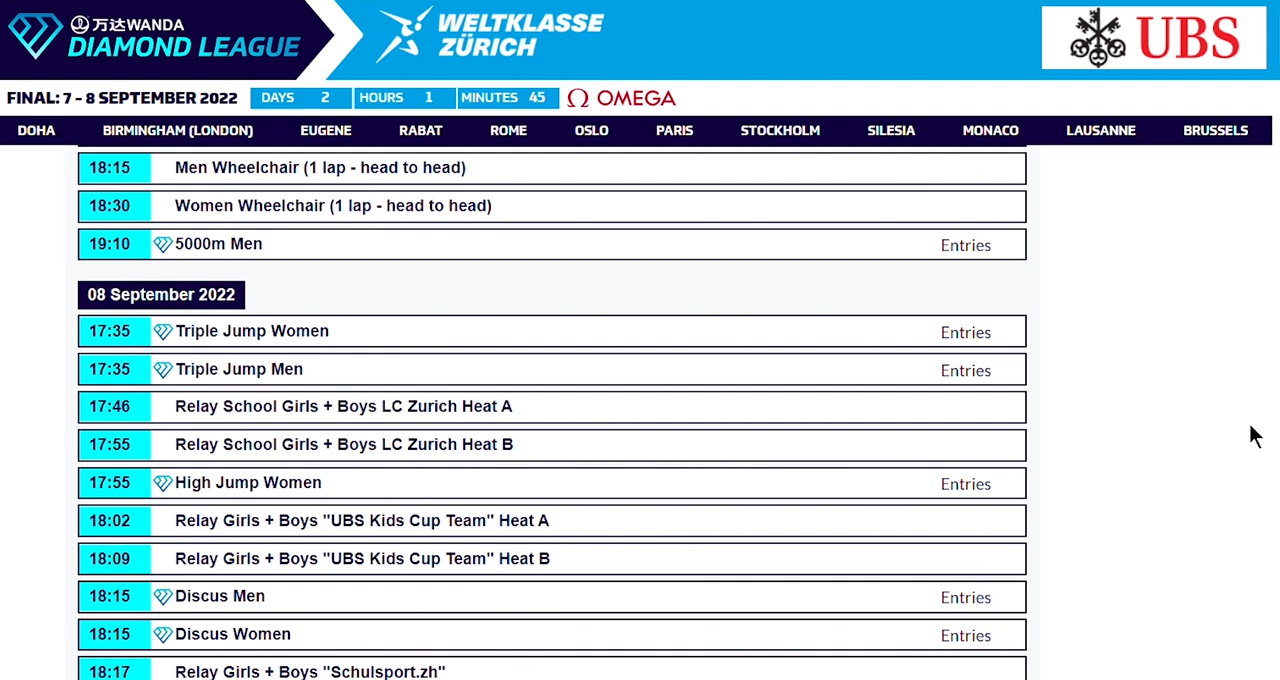 万达WANDA
DIAMOND LEAGUE
WELTKLASSE
ZÜRICH
UBS
FINAL: 7 - 8 SEPTEMBER 2022 DAYS 2 HOURS 1 MINUTES 45 OMEGA
DOHA BIRMINGHAM (LONDON) EUGENE RABAT ROME OSLO PARIS STOCKHOLM SILESIA MONACO LAUSANNE BRUSSELS
18:15 Men Wheelchair (1 lap - head to head)
18:30 Women Wheelchair (1 lap - head to head)
19:10 5000m Men Entries
08 September 2022
17:35 Triple Jump Women Entries
17:35 Triple Jump Men Entries
17:46 Relay School Girls + Boys LC Zurich Heat A
17:55 Relay School Girls + Boys LC Zurich Heat B
17:55 High Jump Women Entries
18:02 Relay Girls + Boys "UBS Kids Cup Team" Heat A
18:09 Relay Girls + Boys "UBS Kids Cup Team" Heat B
18:15 Discus Men Entries
18:15 Discus Women Entries
18:17 Relay Girls + Boys "Schulsport.zh"